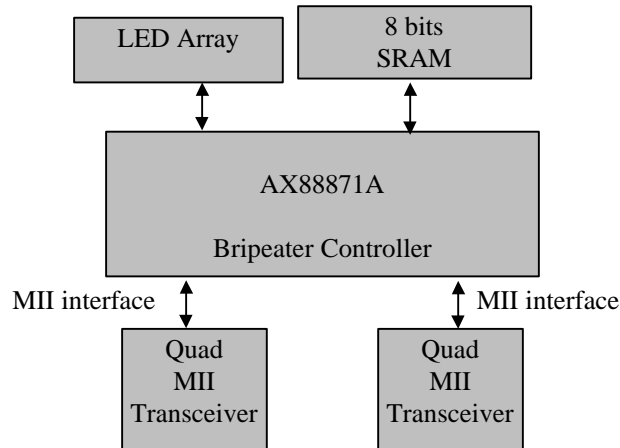 LED Array
8 bits
SRAM
AX88871A
Bripeater Controller
MII interface
MII interface
Quad
MII
Transceiver
Quad
MII
Transceiver